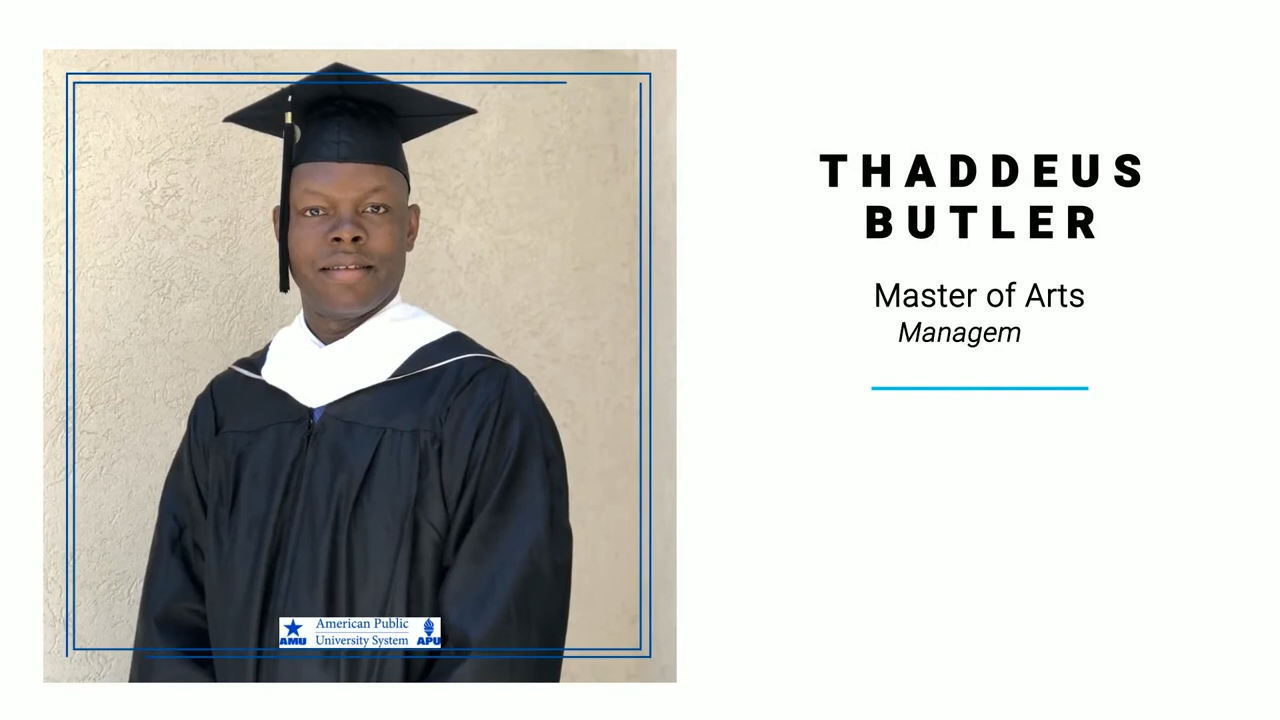 THADDEUS
BUTLER
Master of Arts
Managem
American Public
University System
AMU
APU